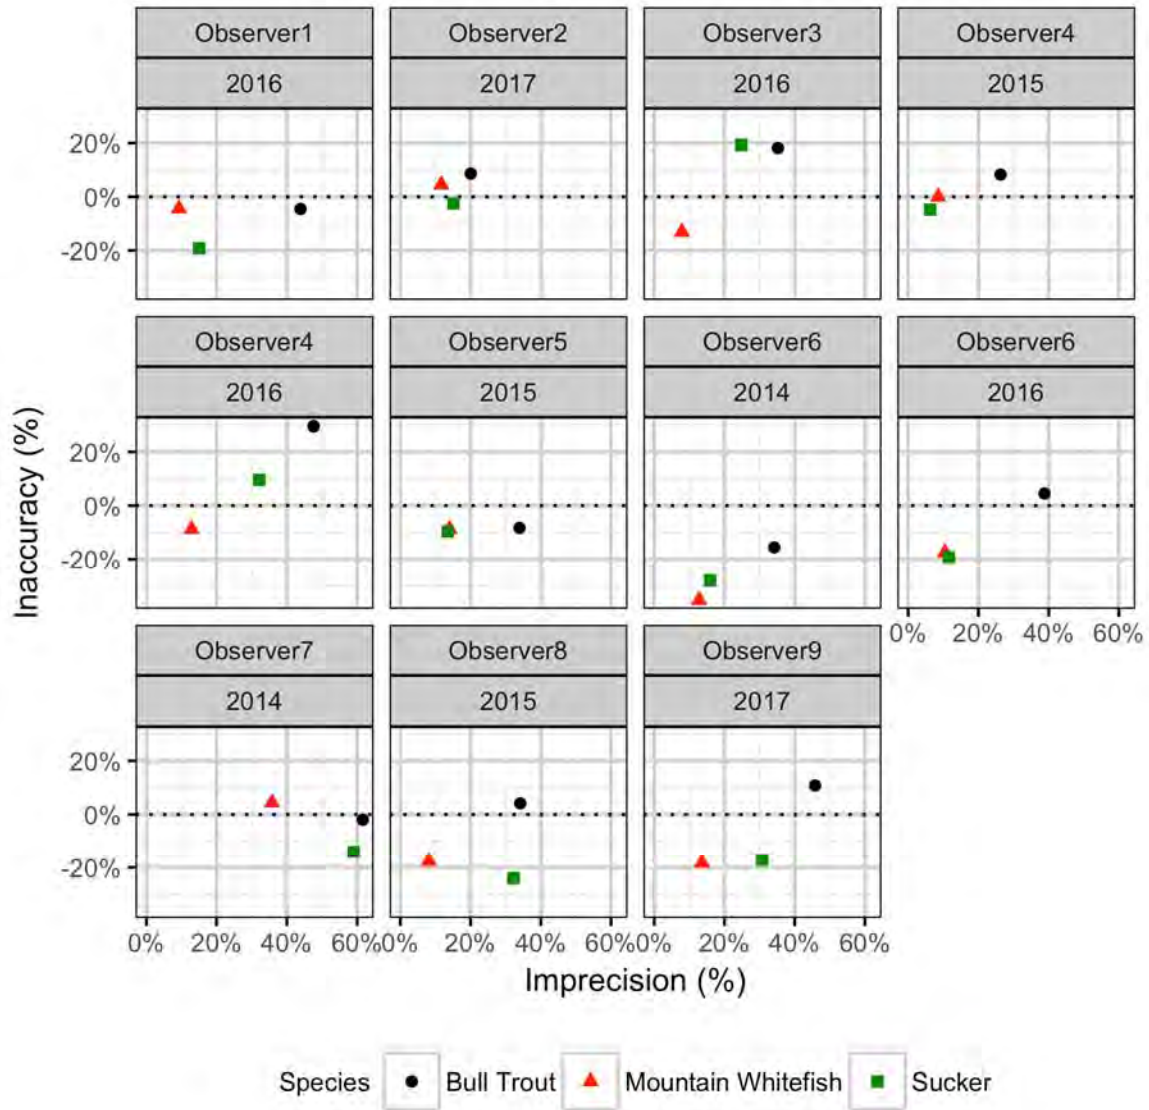 Observer1 Observer2 Observer3 Observer4
2016 2017 2016 2015
20%
0%
-20%
Observer4 Observer5 Observer6 Observer6
2016 2015 2014 2016
20%
0%
-20%
0% 20% 40% 60%
Observer7 Observer8 Observer9
2014 2015 2017
20%
0%
-20%
0% 20% 40% 60% 0% 20% 40% 60% 0% 20% 40% 60%
Inaccuracy (%)
Imprecision (%)
Species Bull Trout Mountain Whitefish Sucker